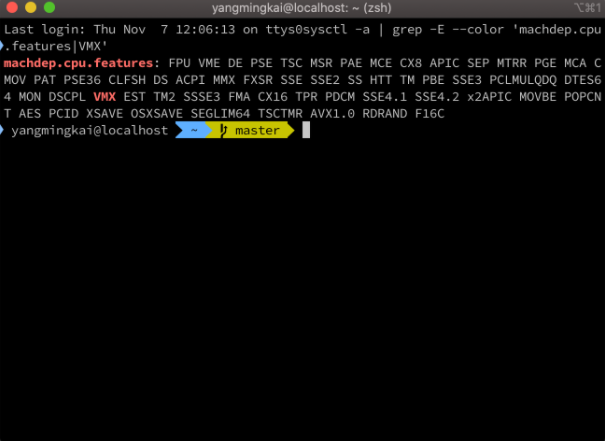 yangmingkai@localhost: ~ (zsh)
⌥⌘1
Last login: Thu Nov  7 12:06:13 on ttys0sysctl -a | grep -E --color 'machdep.cpu
.features|VMX'
machdep.cpu.features: FPU VME DE PSE TSC MSR PAE MCE CX8 APIC SEP MTRR PGE MCA C
MOV PAT PSE36 CLFSH DS ACPI MMX FXSR SSE SSE2 SS HTT TM PBE SSE3 PCLMULQDQ DTES6
4 MON DSCPL VMX EST TM2 SSSE3 FMA CX16 TPR PDCM SSE4.1 SSE4.2 x2APIC MOVBE POPCN
T AES PCID XSAVE OSXSAVE SEGLIM64 TSCTMR AVX1.0 RDRAND F16C
yangmingkai@localhost ~ master